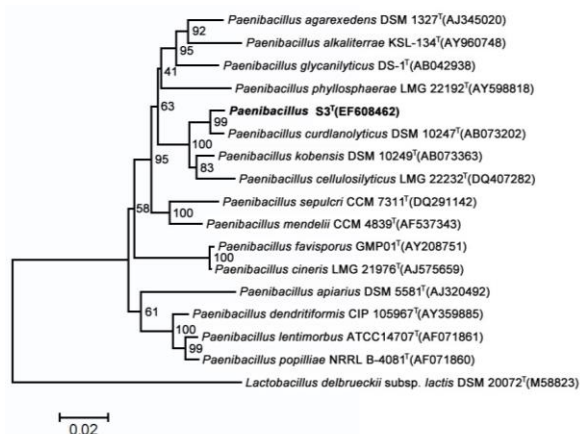 Paenibacillus agarexedens DSM 1327T(AJ345020)
92
Paenibacillus alkaliterrae KSL-134T(AY960748)
95
Paenibacillus glycanilyticus DS-1T(AB042938)
41
Paenibacillus phyllosphaerae LMG 22192T(AY598818)
63
Paenibacillus S3T(EF608462)
99
Paenibacillus curdlanolyticus DSM 10247T(AB073202)
100
Paenibacillus kobensis DSM 10249T(AB073363)
95
83
Paenibacillus cellulosilyticus LMG 22232T(DQ407282)
Paenibacillus sepulcri CCM 7311T(DQ291142)
58
100
Paenibacillus mendelii CCM 4839T(AF537343)
Paenibacillus favisporus GMP01T(AY208751)
100
Paenibacillus cineris LMG 21976T(AJ575659)
Paenibacillus apiarius DSM 5581T(AJ320492)
61
Paenibacillus dendritiformis CIP 105967T(AY359885)
100
Paenibacillus lentimorbus ATCC14707T(AF071861)
99
Paenibacillus popilliae NRRL B-4081T(AF071860)
Lactobacillus delbrueckii subsp. lactis DSM 20072T(M58823)
0.02